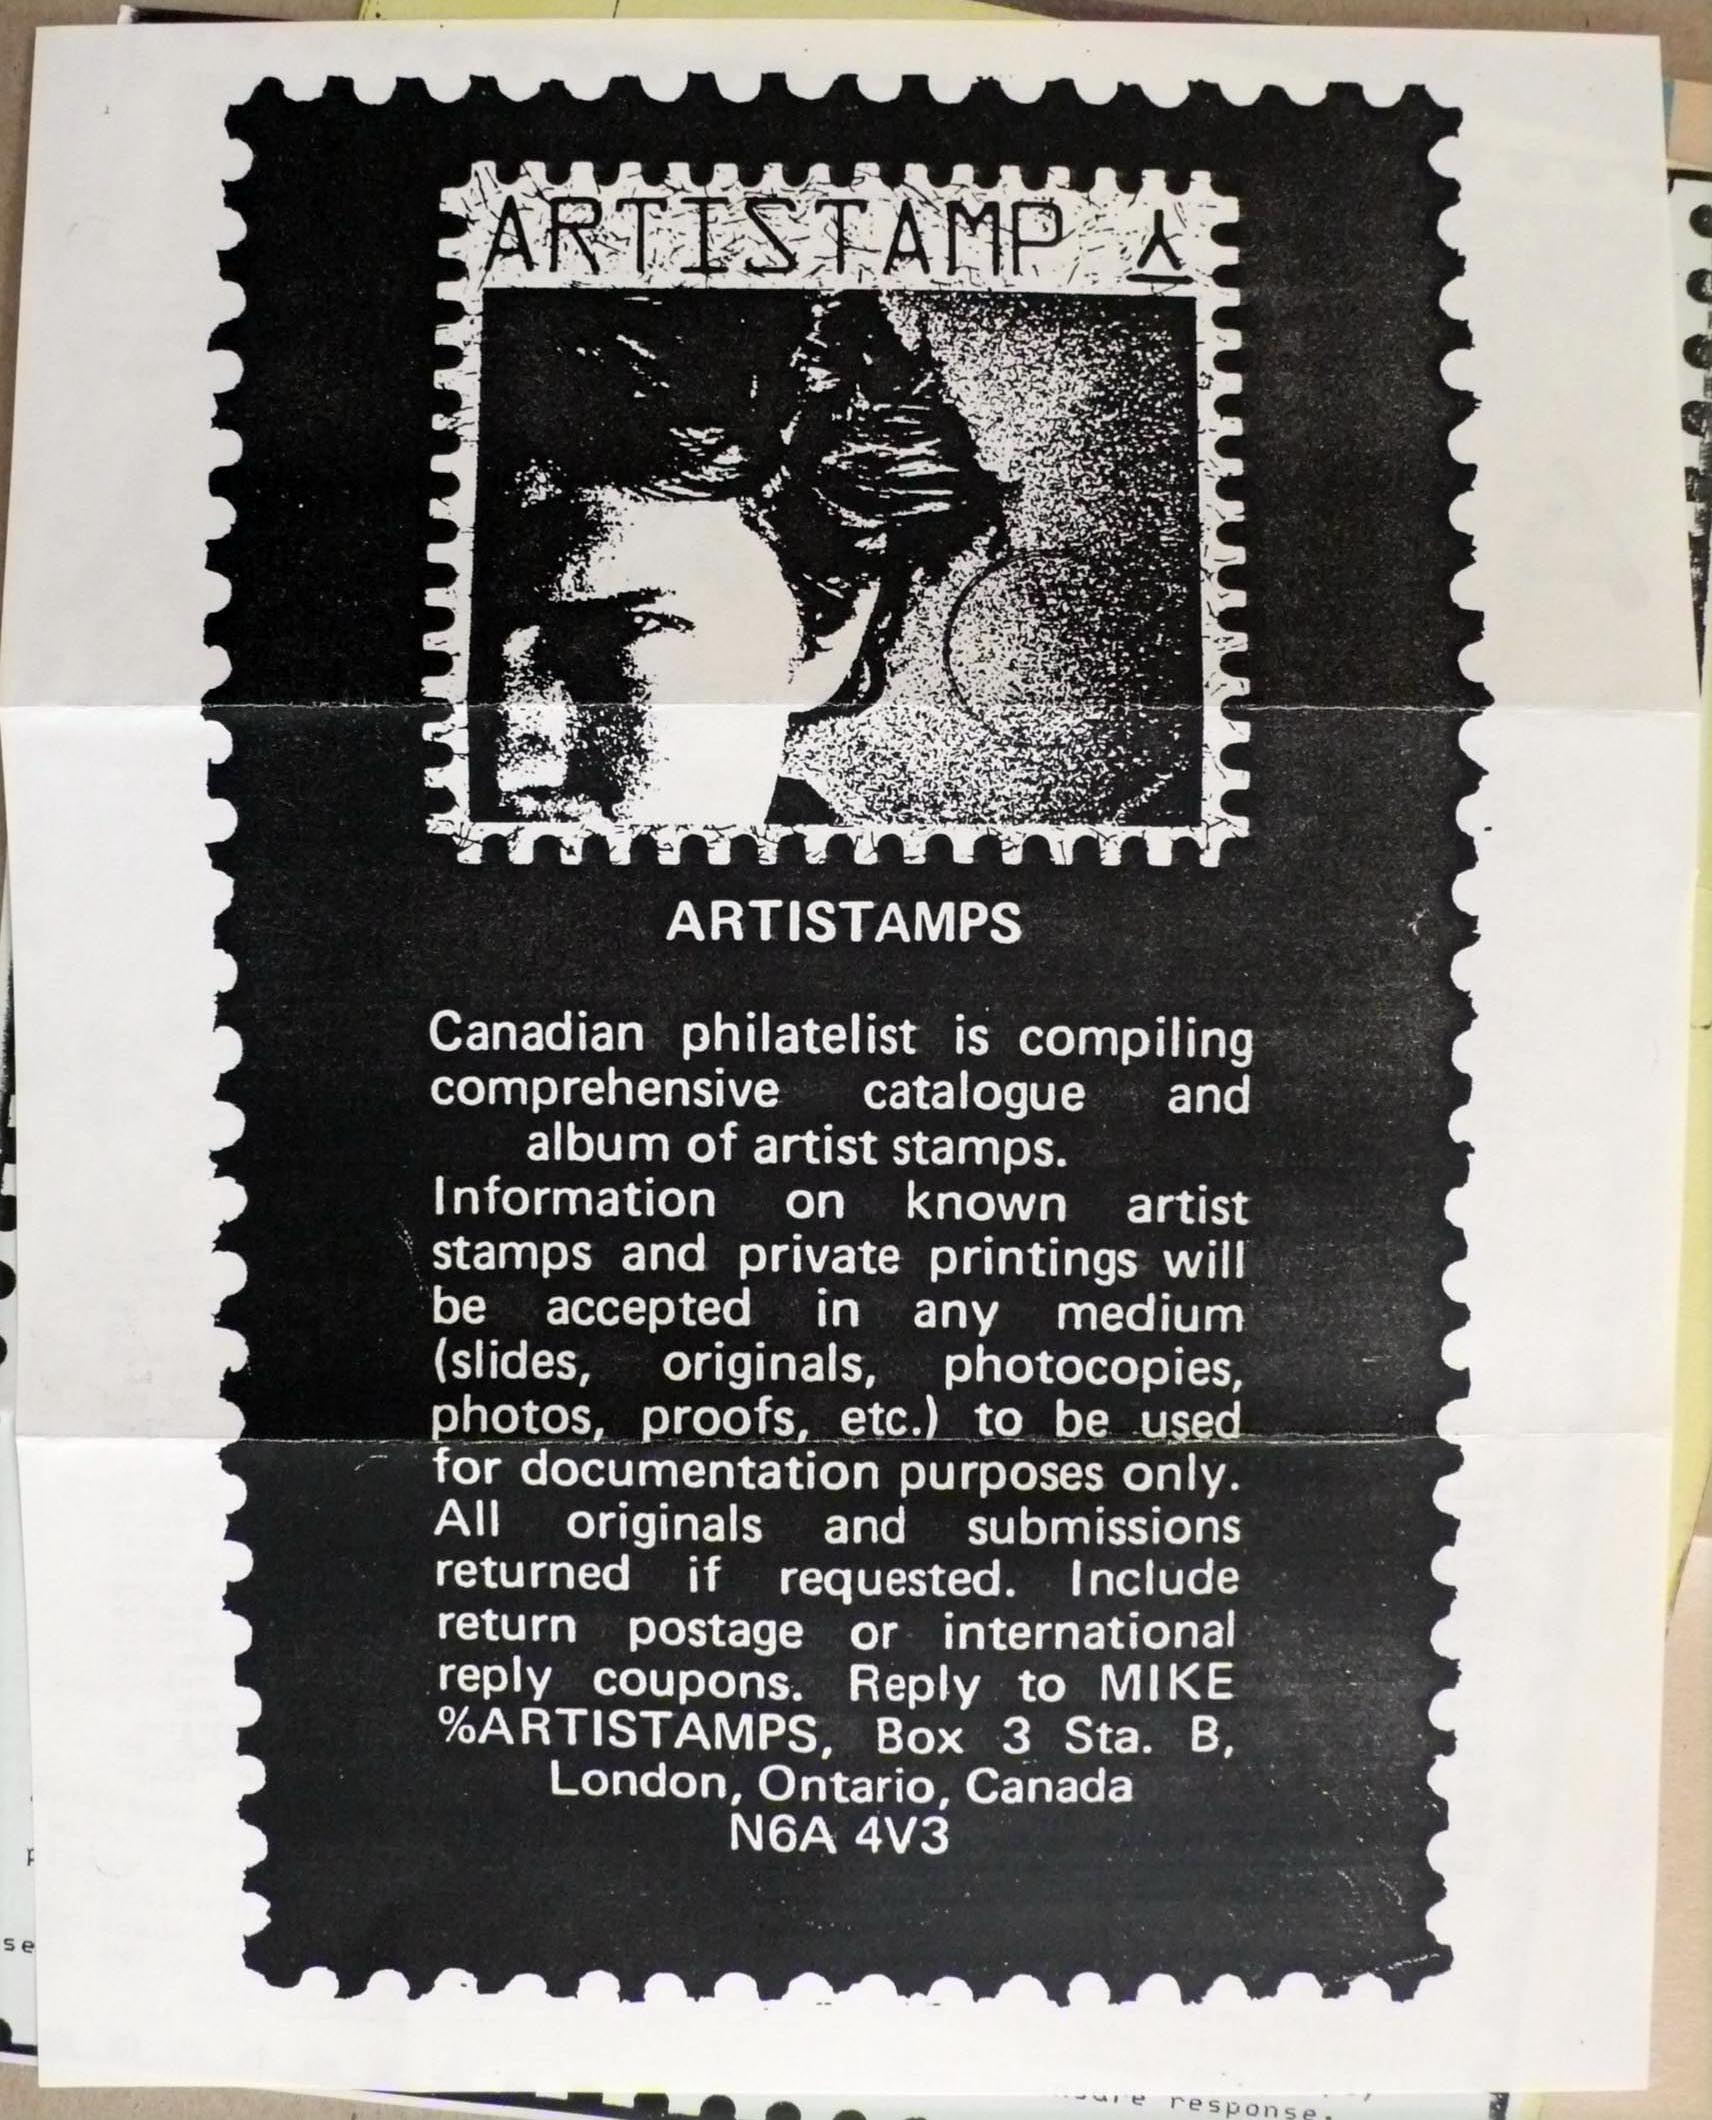 ARTISTAMP
ARTISTAMPS
Canadian philatelist is compiling
comprehensive catalogue and
album of artist stamps.
Information on known artist
stamps and private printings will
be accepted in any medium
(slides, originals, photocopies,
photos, proofs, etc.) to be used
for documentation purposes only.
All originals and submissions
returned if requested. Include
return postage or international
reply coupons. Reply to MIKE
%ARTISTAMPS, Box 3 Sta. B,
London, Ontario, Canada
N6A 4V3
se
response.